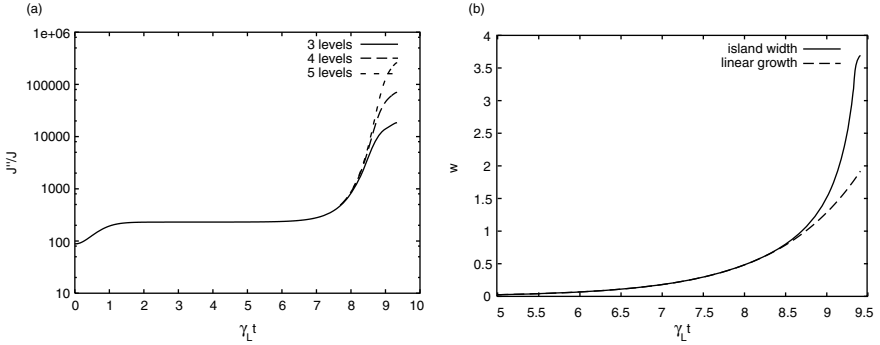 (a)
1e+06
100000
10000
1000
100
10
J''/J
3 levels
4 levels
5 levels
0 1 2 3 4 5 6 7 8 9 10
γ_L t
(b)
4
3.5
3
2.5
2
1.5
1
0.5
0
w
island width
linear growth
5 5.5 6 6.5 7 7.5 8 8.5 9 9.5
γ_L t